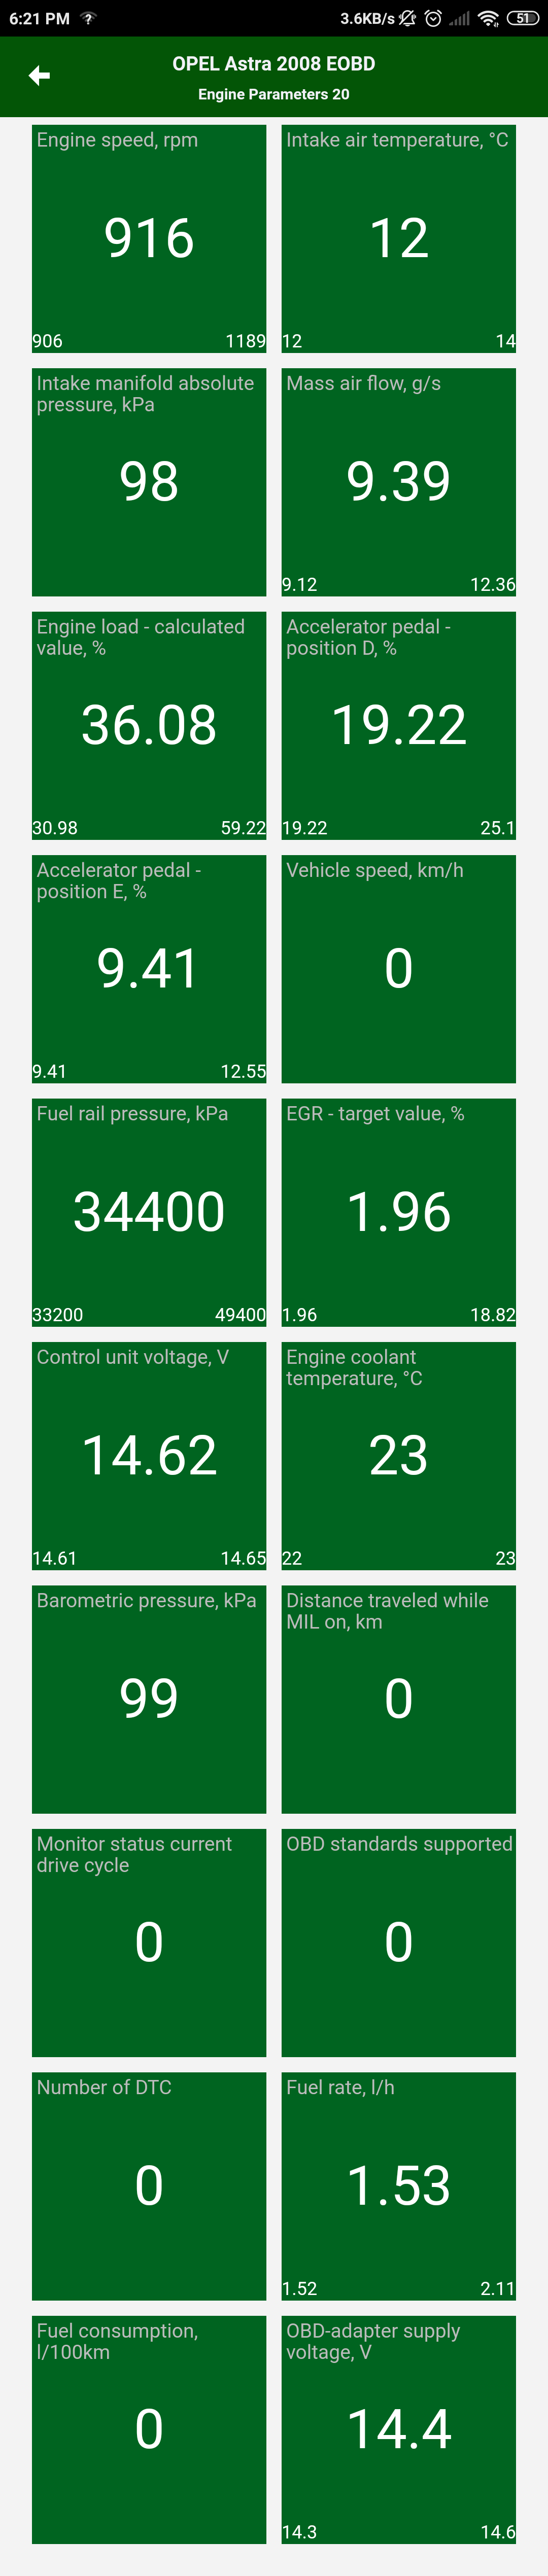 6:21 PM 3.6KB/s 51
OPEL Astra 2008 EOBD
Engine Parameters 20
Engine speed, rpm
916
906 1189
Intake air temperature, °C
12
12 14
Intake manifold absolute
pressure, kPa
98
Mass air flow, g/s
9.39
9.12 12.36
Engine load - calculated
value, %
36.08
30.98 59.22
Accelerator pedal -
position D, %
19.22
19.22 25.1
Accelerator pedal -
position E, %
9.41
9.41 12.55
Vehicle speed, km/h
0
Fuel rail pressure, kPa
34400
33200 49400
EGR - target value, %
1.96
1.96 18.82
Control unit voltage, V
14.62
14.61 14.65
Engine coolant
temperature, °C
23
22 23
Barometric pressure, kPa
99
Distance traveled while
MIL on, km
0
Monitor status current
drive cycle
0
OBD standards supported
0
Number of DTC
0
Fuel rate, l/h
1.53
1.52 2.11
Fuel consumption,
l/100km
0
OBD-adapter supply
voltage, V
14.4
14.3 14.6